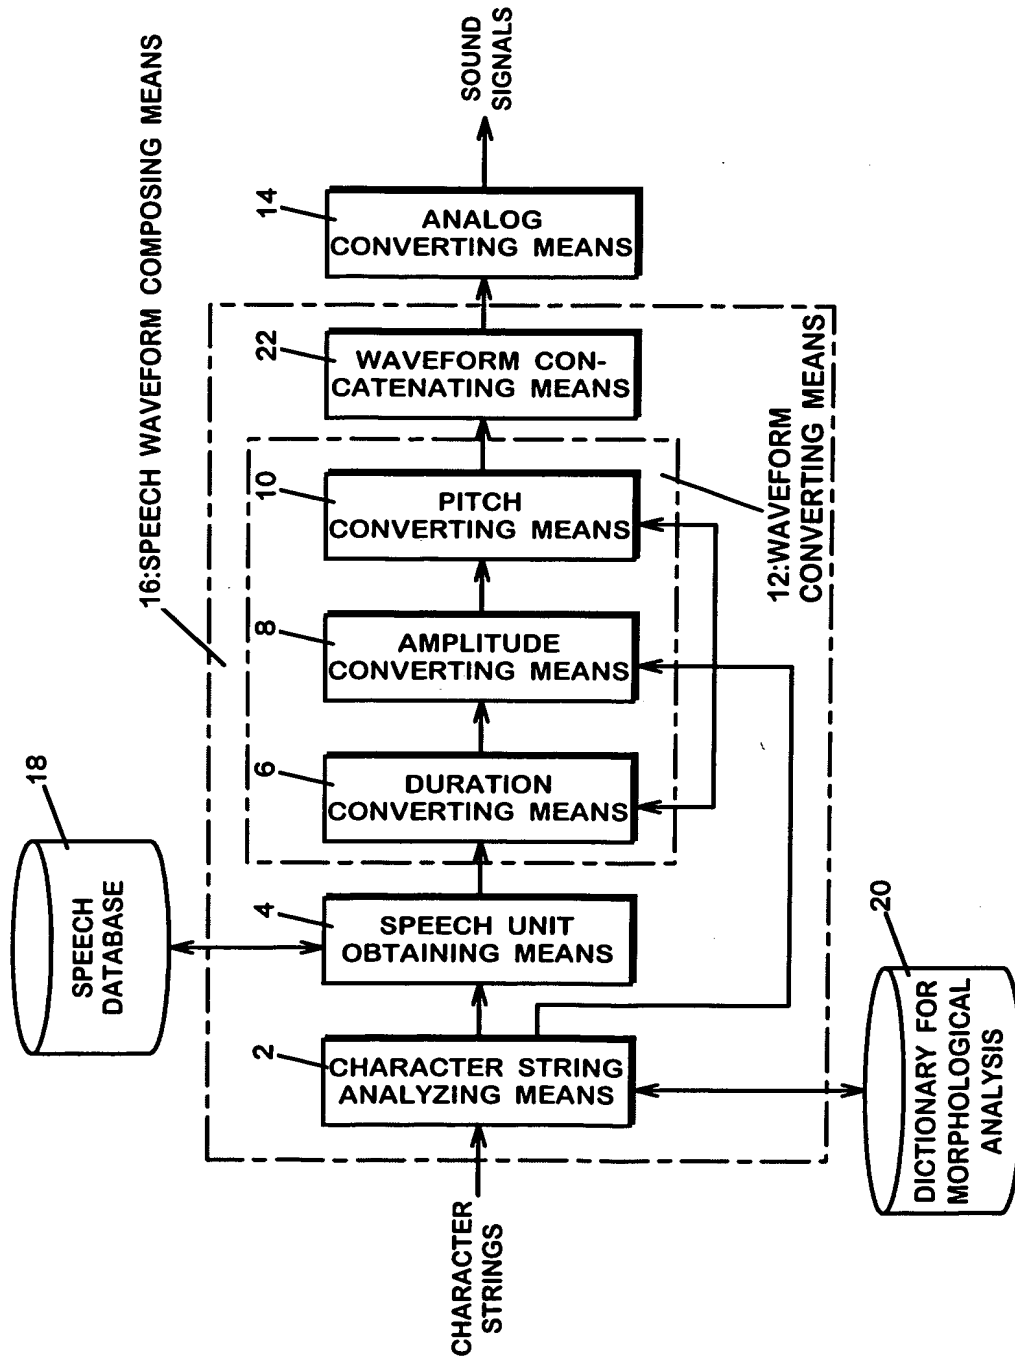 16:SPEECH WAVEFORM COMPOSING MEANS
18
SPEECH
DATABASE
CHARACTER
STRINGS
2
CHARACTER STRING
ANALYZING MEANS
4
SPEECH UNIT
OBTAINING MEANS
6
DURATION
CONVERTING MEANS
8
AMPLITUDE
CONVERTING MEANS
10
PITCH
CONVERTING MEANS
22
WAVEFORM CON-
CATENATING MEANS
14
ANALOG
CONVERTING MEANS
SOUND
SIGNALS
12:WAVEFORM
CONVERTING MEANS
20
DICTIONARY FOR
MORPHOLOGICAL
ANALYSIS